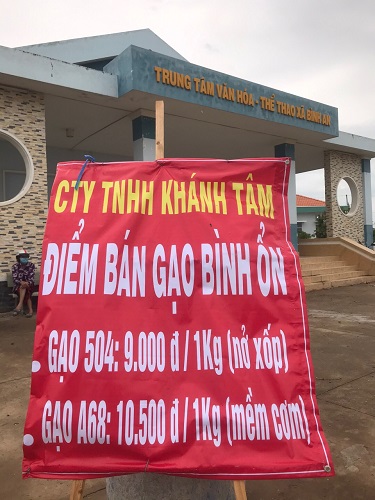 TRUNG TÂM VĂN HÓA - THỂ THAO XÃ BÌNH AN
CTY TNHH KHÁNH TÂM
ĐIỂM BÁN GẠO BÌNH ỔN
. GẠO 504: 9.000 đ / 1Kg (nở xốp)
. GẠO A68: 10.500 đ / 1Kg (mềm cơm)